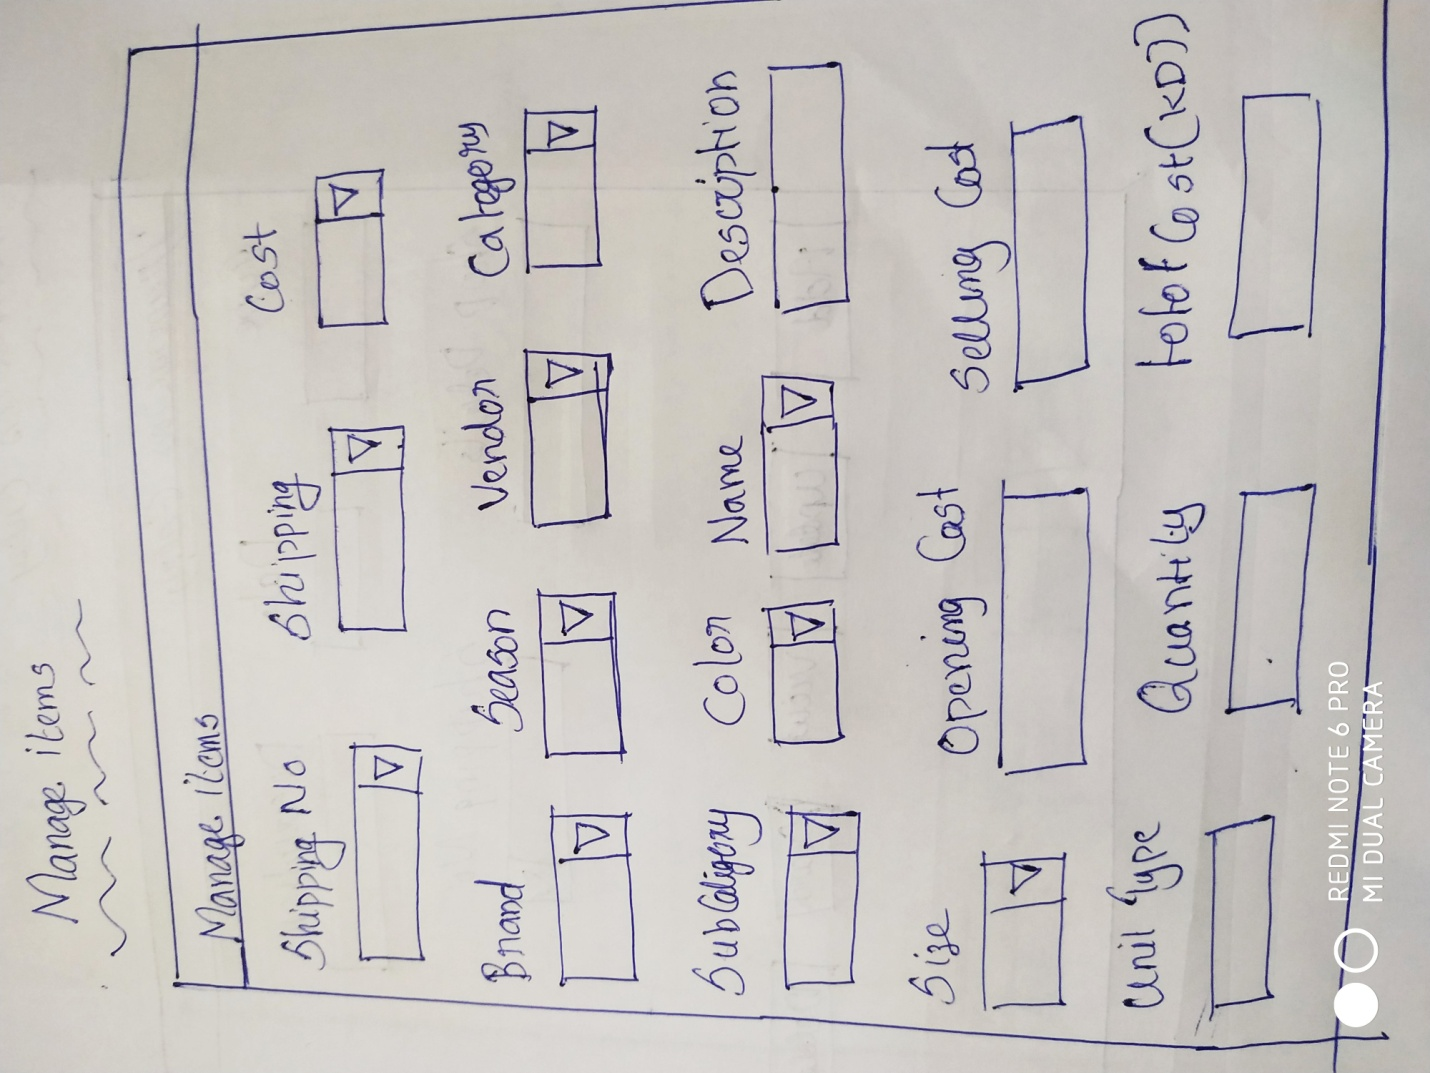 Manage items
Manage items
Shipping No Shipping Cost
Brand Season Vendor Category
SubCategory Color Name Description
Size Opening Cost Selling Cost
Unit Type Quantity total Cost (KD)
REDMI NOTE 6 PRO
MI DUAL CAMERA